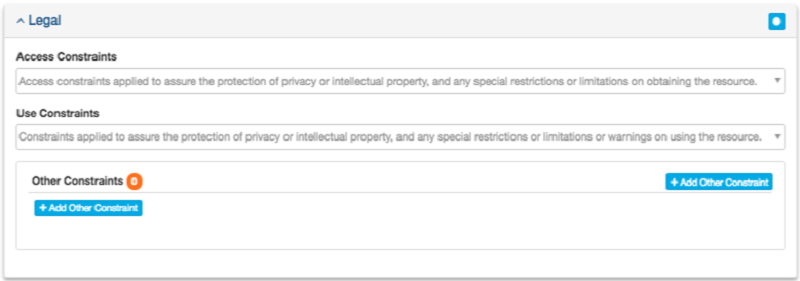 Legal
Access Constraints
Access constraints applied to assure the protection of privacy or intellectual property, and any special restrictions or limitations on obtaining the resource.
Use Constraints
Constraints applied to assure the protection of privacy or intellectual property, and any special restrictions or limitations or warnings on using the resource.
Other Constraints 0 + Add Other Constraint
+ Add Other Constraint